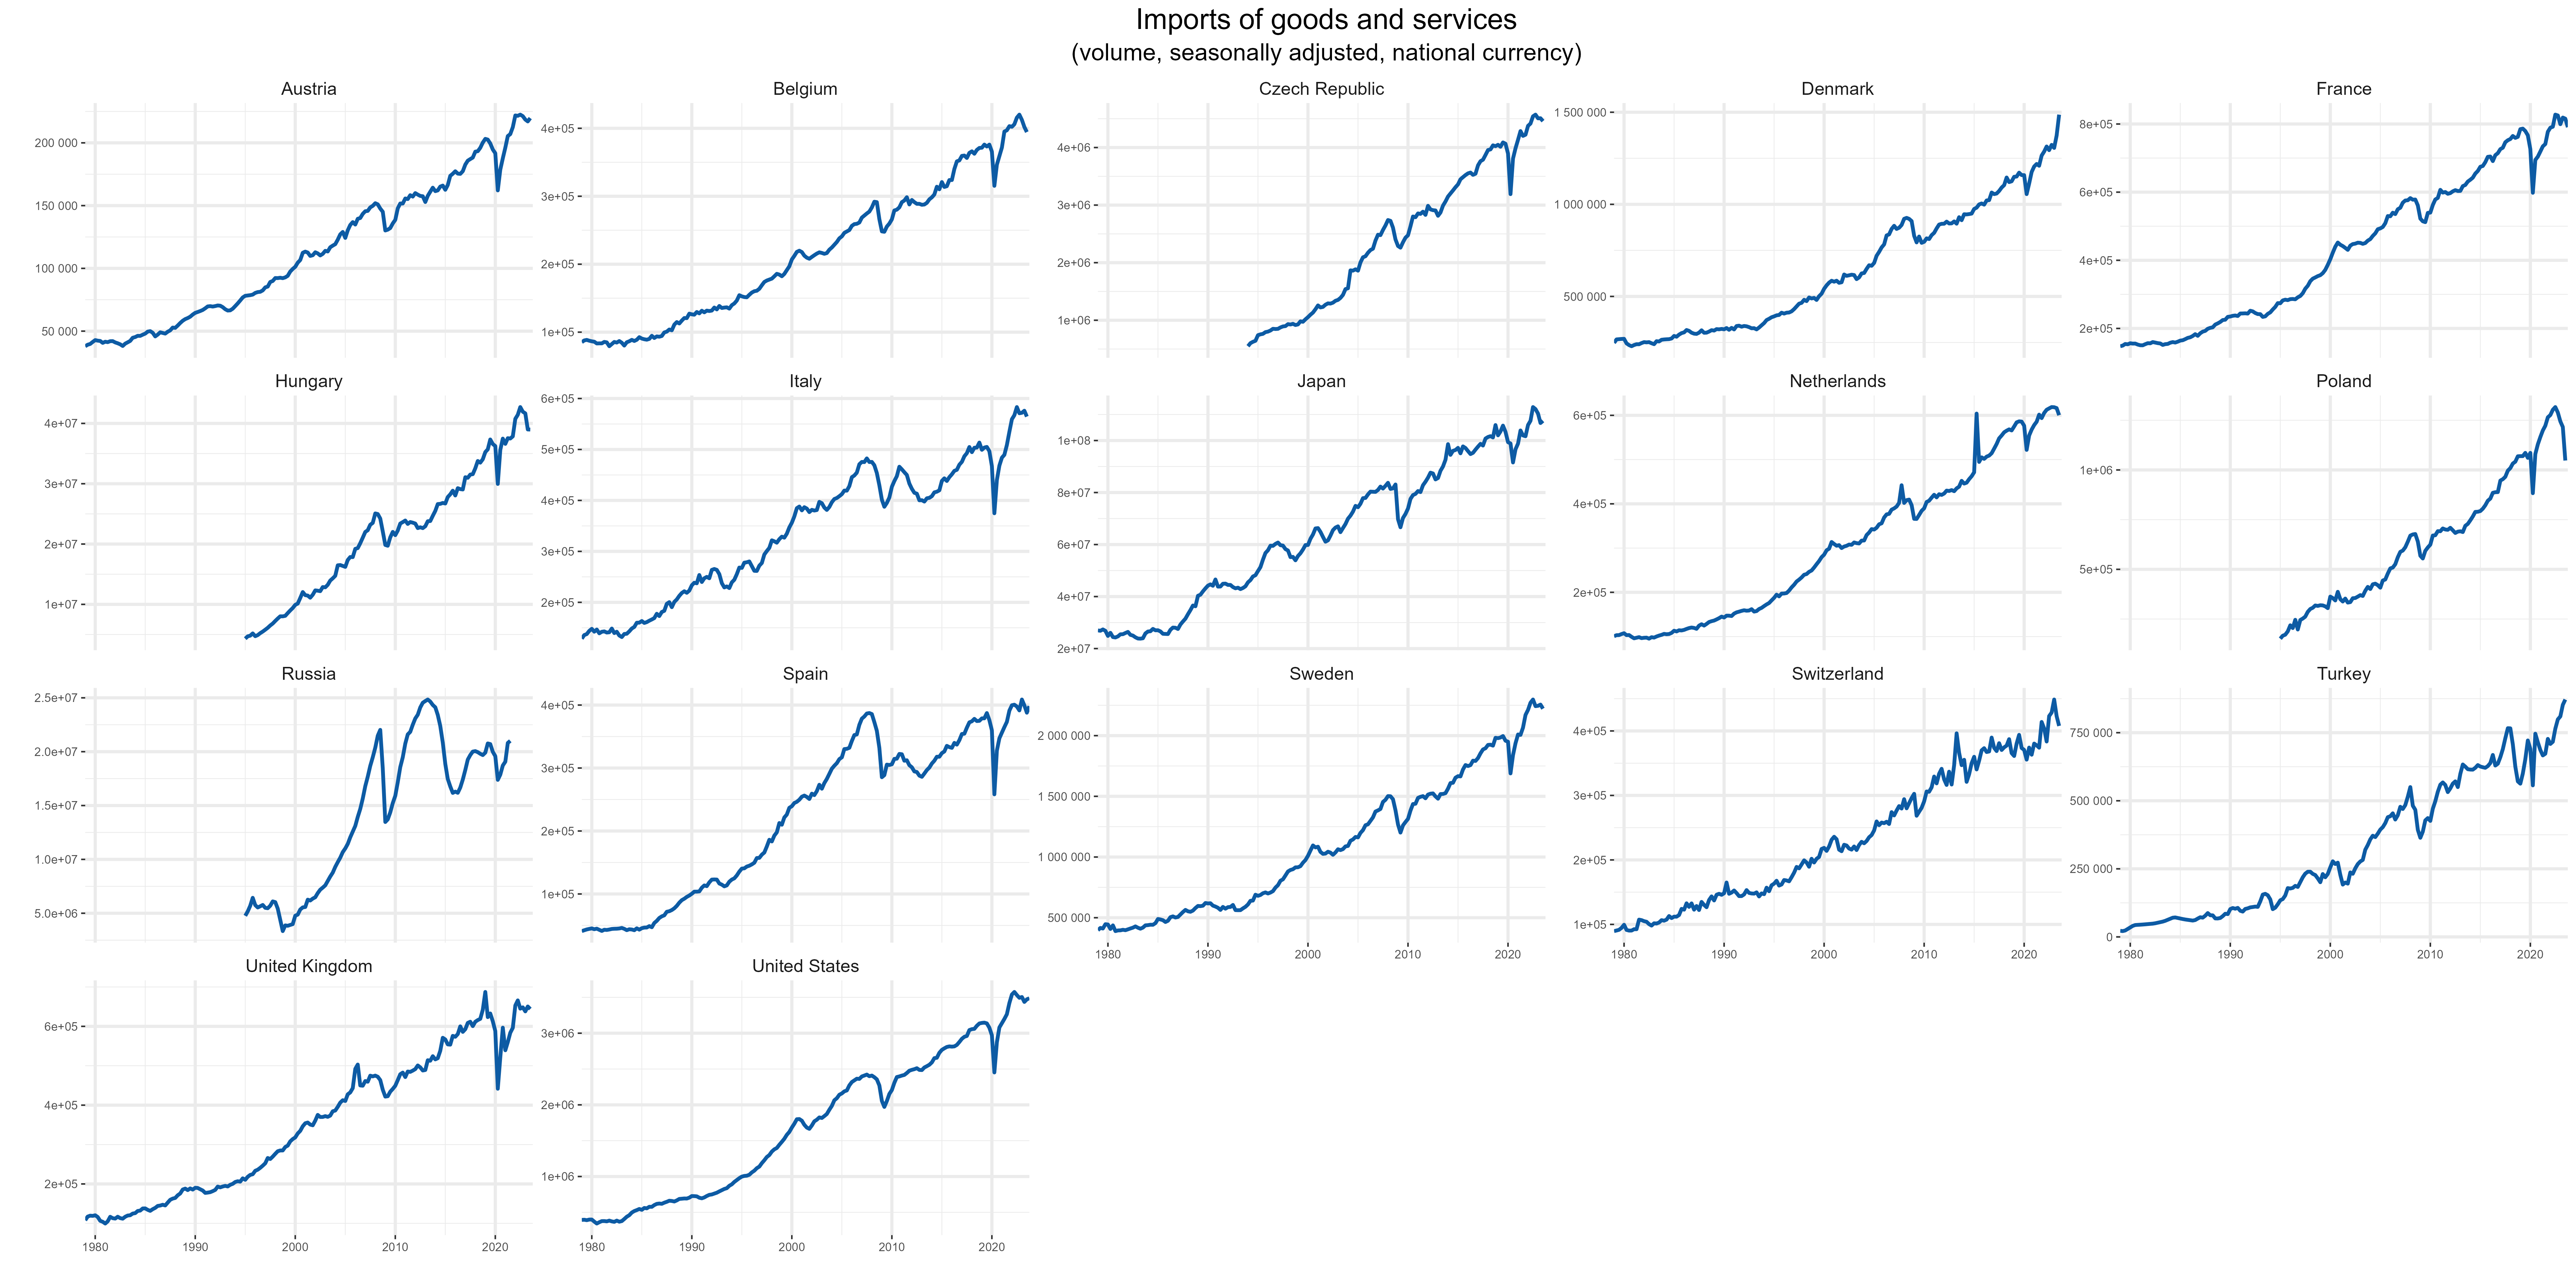 Imports of goods and services
(volume, seasonally adjusted, national currency)
Austria
200 000
150 000
100 000
50 000
Belgium
4e+05
3e+05
2e+05
1e+05
Czech Republic
4e+06
3e+06
2e+06
1e+06
Denmark
1 500 000
1 000 000
500 000
France
8e+05
6e+05
4e+05
2e+05
Hungary
4e+07
3e+07
2e+07
1e+07
Italy
6e+05
5e+05
4e+05
3e+05
2e+05
Japan
1e+08
8e+07
6e+07
4e+07
2e+07
Netherlands
6e+05
4e+05
2e+05
Poland
1e+06
5e+05
Russia
2.5e+07
2.0e+07
1.5e+07
1.0e+07
5.0e+06
Spain
4e+05
3e+05
2e+05
1e+05
Sweden
2 000 000
1 500 000
1 000 000
500 000
1980 1990 2000 2010 2020
Switzerland
4e+05
3e+05
2e+05
1e+05
1980 1990 2000 2010 2020
Turkey
750 000
500 000
250 000
0
1980 1990 2000 2010 2020
United Kingdom
6e+05
4e+05
2e+05
1980 1990 2000 2010 2020
United States
3e+06
2e+06
1e+06
1980 1990 2000 2010 2020